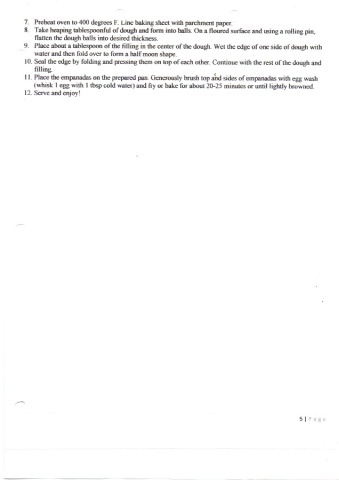 7. Preheat oven to 400 degrees F. Line baking sheet with parchment paper.
8. Take heaping tablespoonful of dough and form into balls. On a floured surface and using a rolling pin,
flatten the dough balls into desired thickness.
9. Place about a tablespoon of the filling in the center of the dough. Wet the edge of one side of dough with
water and then fold over to form a half moon shape.
10. Seal the edge by folding and pressing them on top of each other. Continue with the rest of the dough and
filling.
11. Place the empanadas on the prepared pan. Generously brush top and sides of empanadas with egg wash
(whisk 1 egg with 1 tbsp cold water) and fry or bake for about 20-25 minutes or until lightly browned.
12. Serve and enjoy!
5 | Page